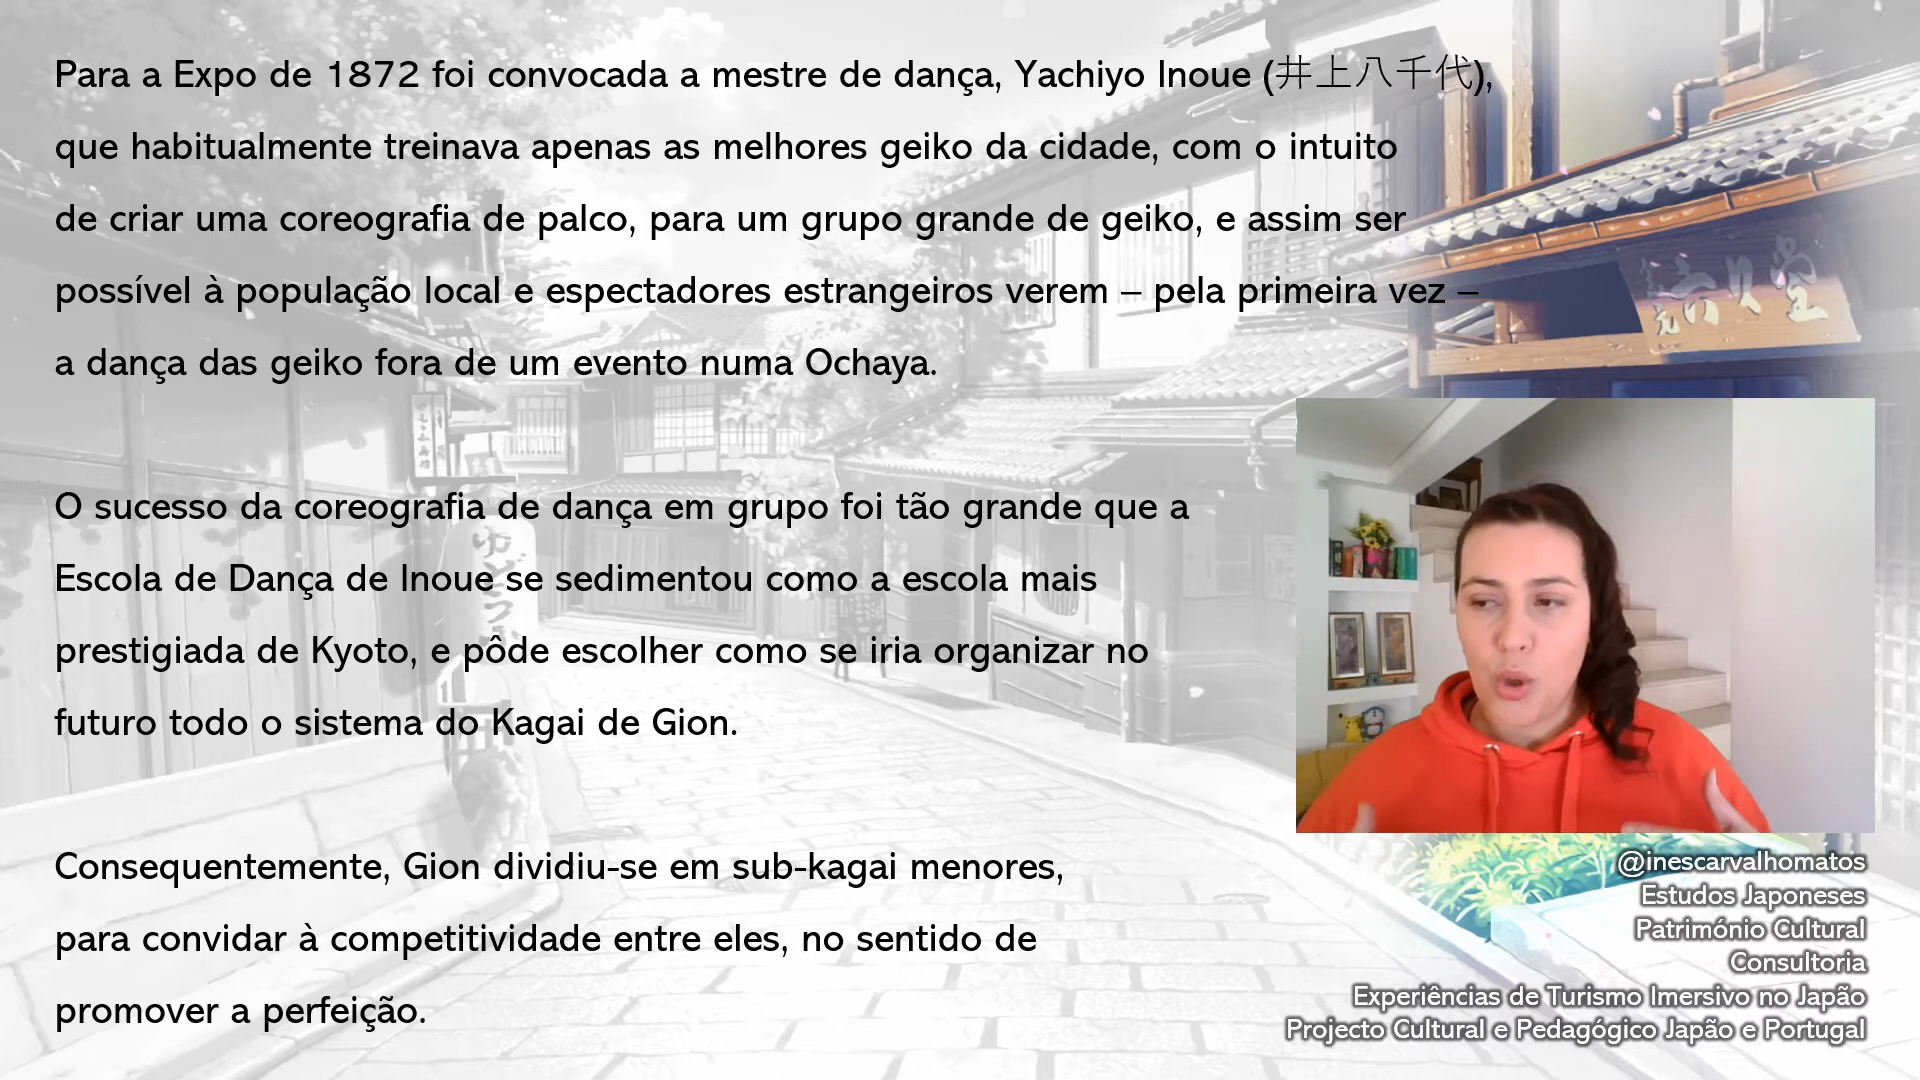 Para a Expo de 1872 foi convocada a mestre de dança, Yachiyo Inoue (井上八千代),
que habitualmente treinava apenas as melhores geiko da cidade, com o intuito
de criar uma coreografia de palco, para um grupo grande de geiko, e assim ser
possível à população local e espectadores estrangeiros verem – pela primeira vez –
a dança das geiko fora de um evento numa Ochaya.
O sucesso da coreografia de dança em grupo foi tão grande que a
Escola de Dança de Inoue se sedimentou como a escola mais
prestigiada de Kyoto, e pôde escolher como se iria organizar no
futuro todo o sistema do Kagai de Gion.
Consequentemente, Gion dividiu-se em sub-kagai menores,
para convidar à competitividade entre eles, no sentido de
promover a perfeição.
@inescarvalhomatos
Estudos Japoneses
Património Cultural
Consultoria
Experiências de Turismo Imersivo no Japão
Projecto Cultural e Pedagógico Japão e Portugal